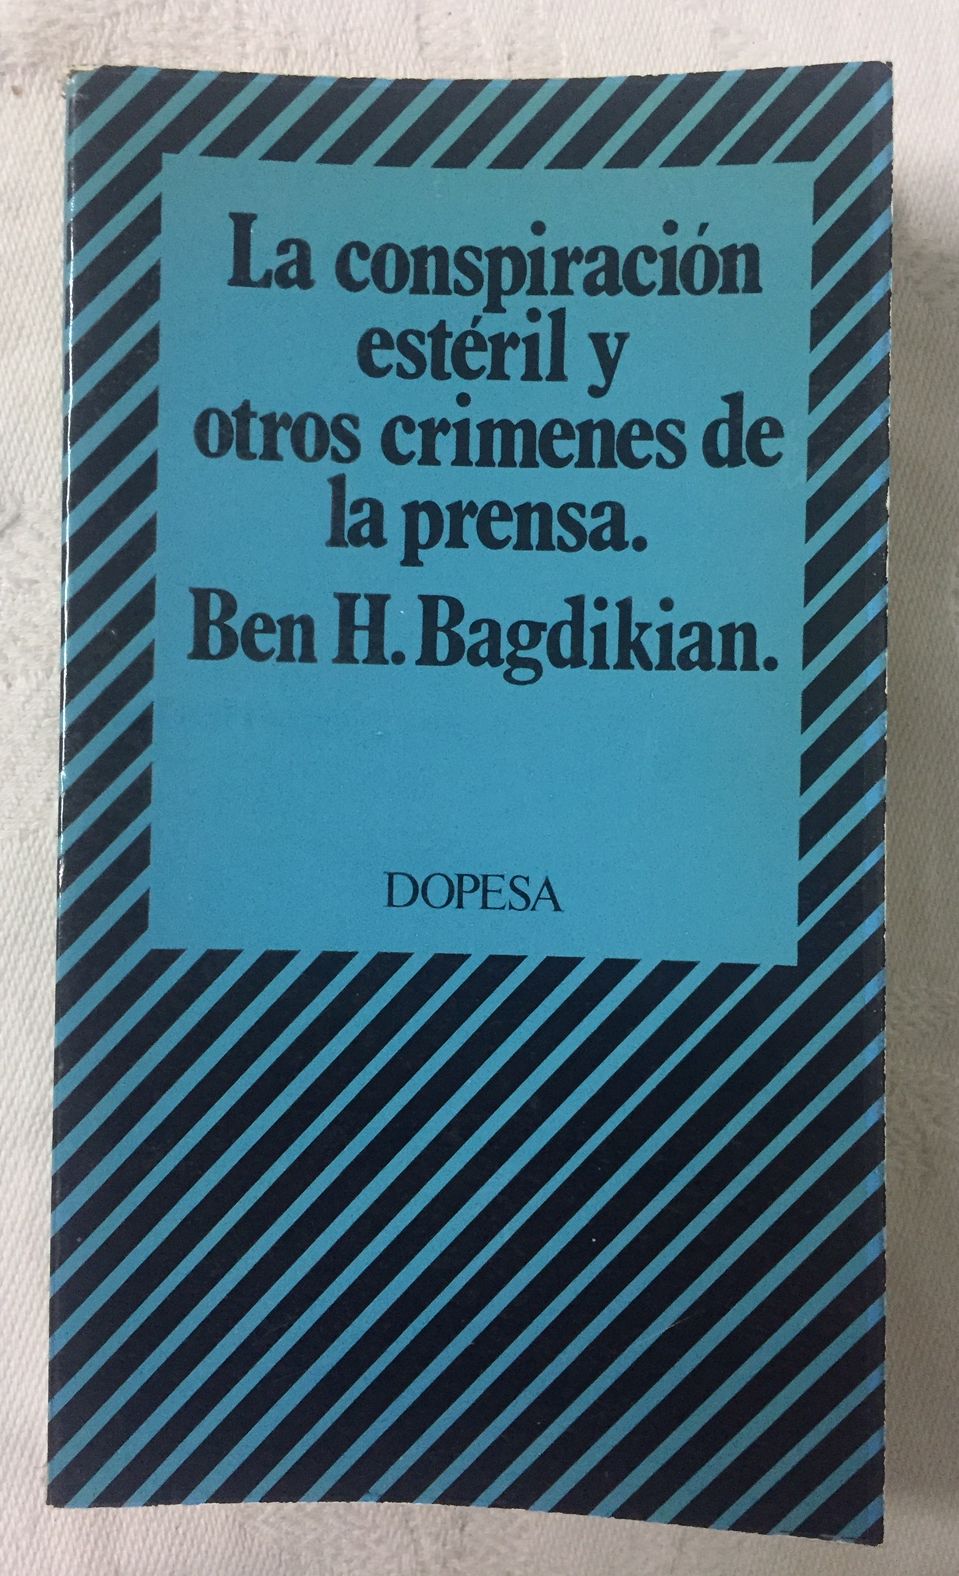 La conspiración
estéril y
otros crimenes de
la prensa.
Ben H. Bagdikian.
DOPESA